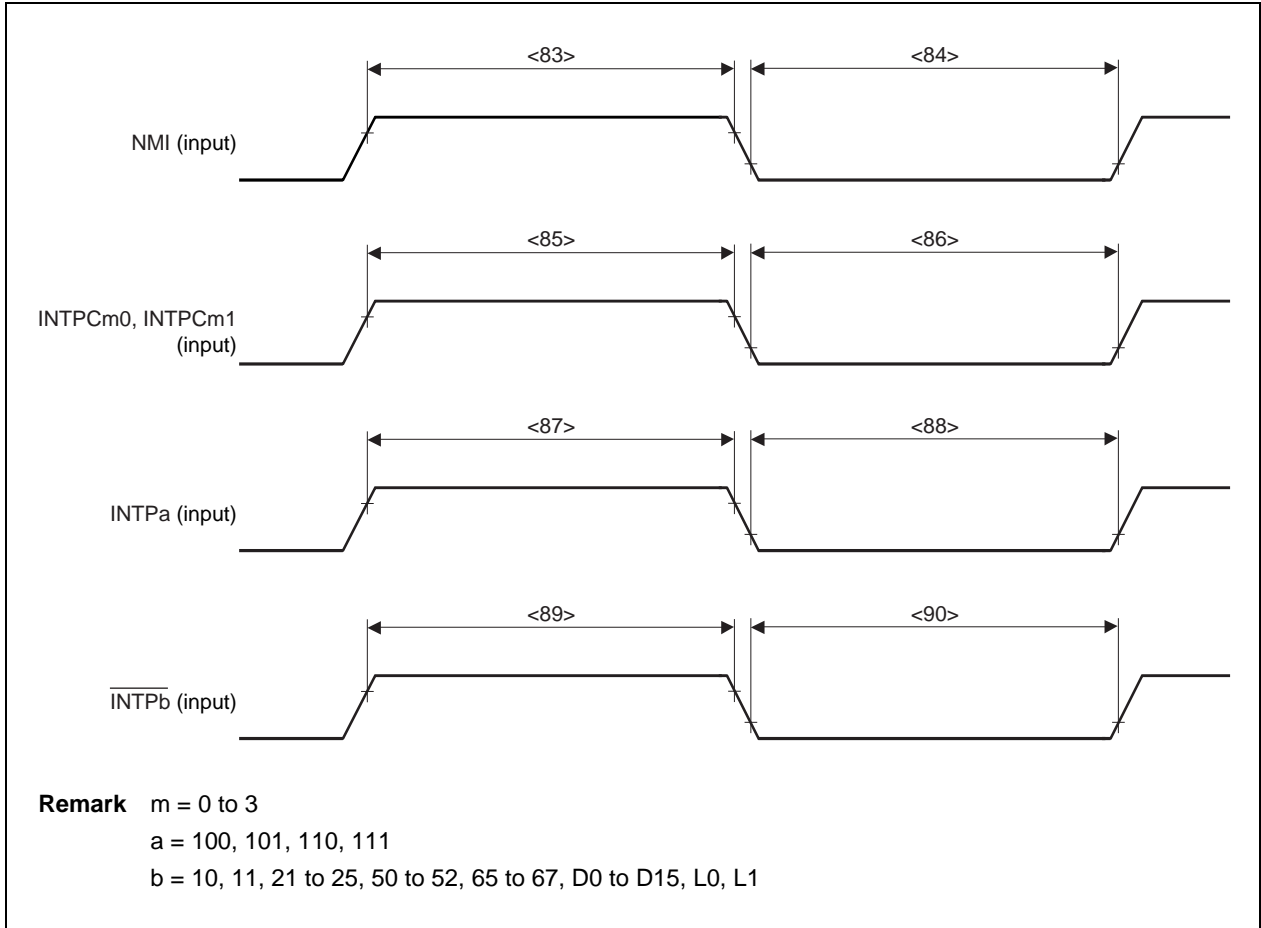 <83> <84>
NMI (input)
<85> <86>
INTPCm0, INTPCm1
(input)
<87> <88>
INTPa (input)
<89> <90>
I̅N̅T̅P̅b̅ (input)
Remark m = 0 to 3
a = 100, 101, 110, 111
b = 10, 11, 21 to 25, 50 to 52, 65 to 67, D0 to D15, L0, L1